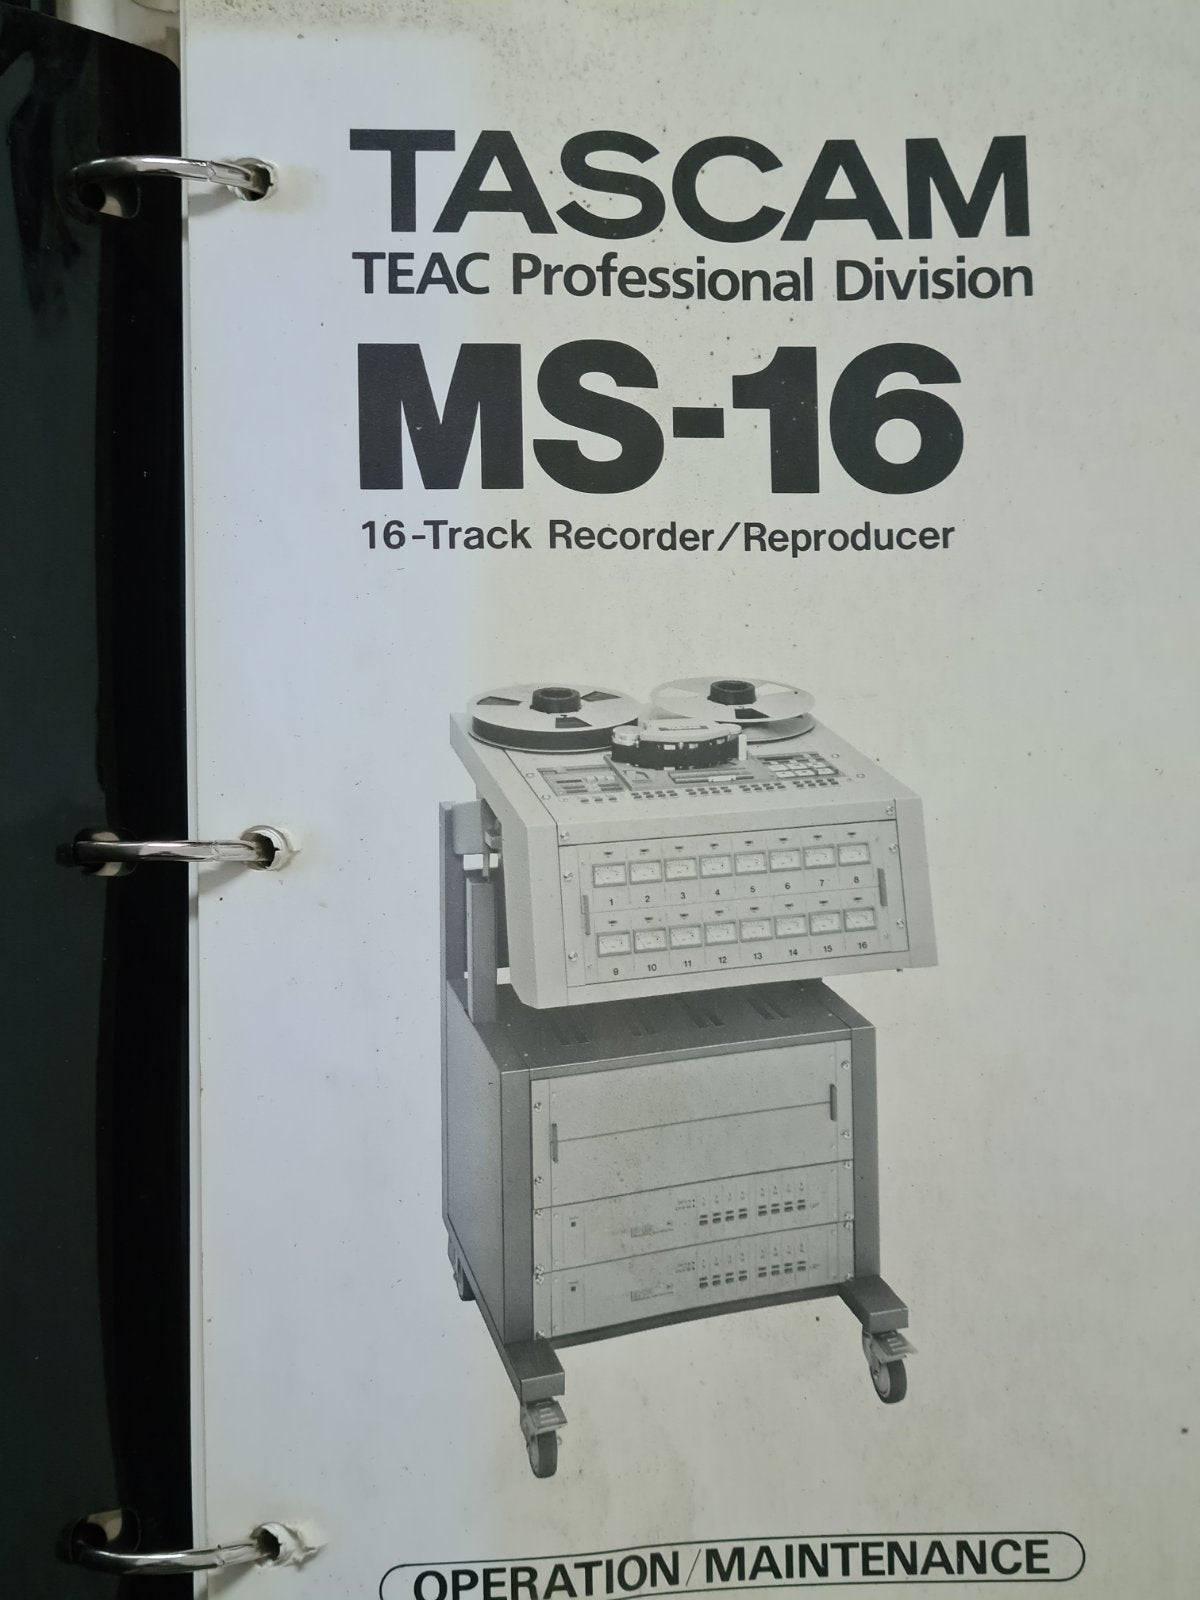 TASCAM
TEAC Professional Division
MS-16
16-Track Recorder/Reproducer
1 2 3 4 5 6 7 8
9 10 11 12 13 14 15 16
OPERATION/MAINTENANCE